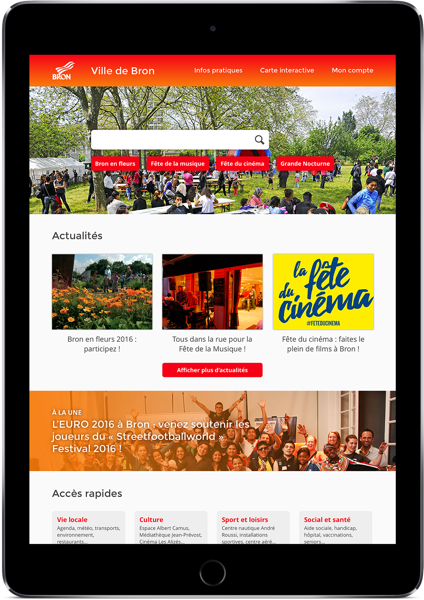 BRON
Ville de Bron
Infos pratiques
Carte interactive
Mon compte
Bron en fleurs
Fête de la musique
Fête du cinéma
Grande Nocturne
Actualités
la
fête
du
cinéma
#FETEDUCINEMA
Bron en fleurs 2016 :
participez !
Tous dans la rue pour la
Fête de la Musique !
Fête du cinéma : faites le
plein de films à Bron !
Afficher plus d'actualités
À LA UNE
L'EURO 2016 à Bron : venez soutenir les
joueurs du « Streetfootballworld »
Festival 2016 !
Accès rapides
Vie locale
Agenda, météo, transports,
environnement,
restaurants...
Culture
Espace Albert Camus,
Médiathèque Jean-Prévost,
Cinéma Les Alizés...
Sport et loisirs
Centre nautique André
Roussi, installations
sportives, centre aéré...
Social et santé
Aide sociale, handicap,
hôpital, vaccinations,
seniors...